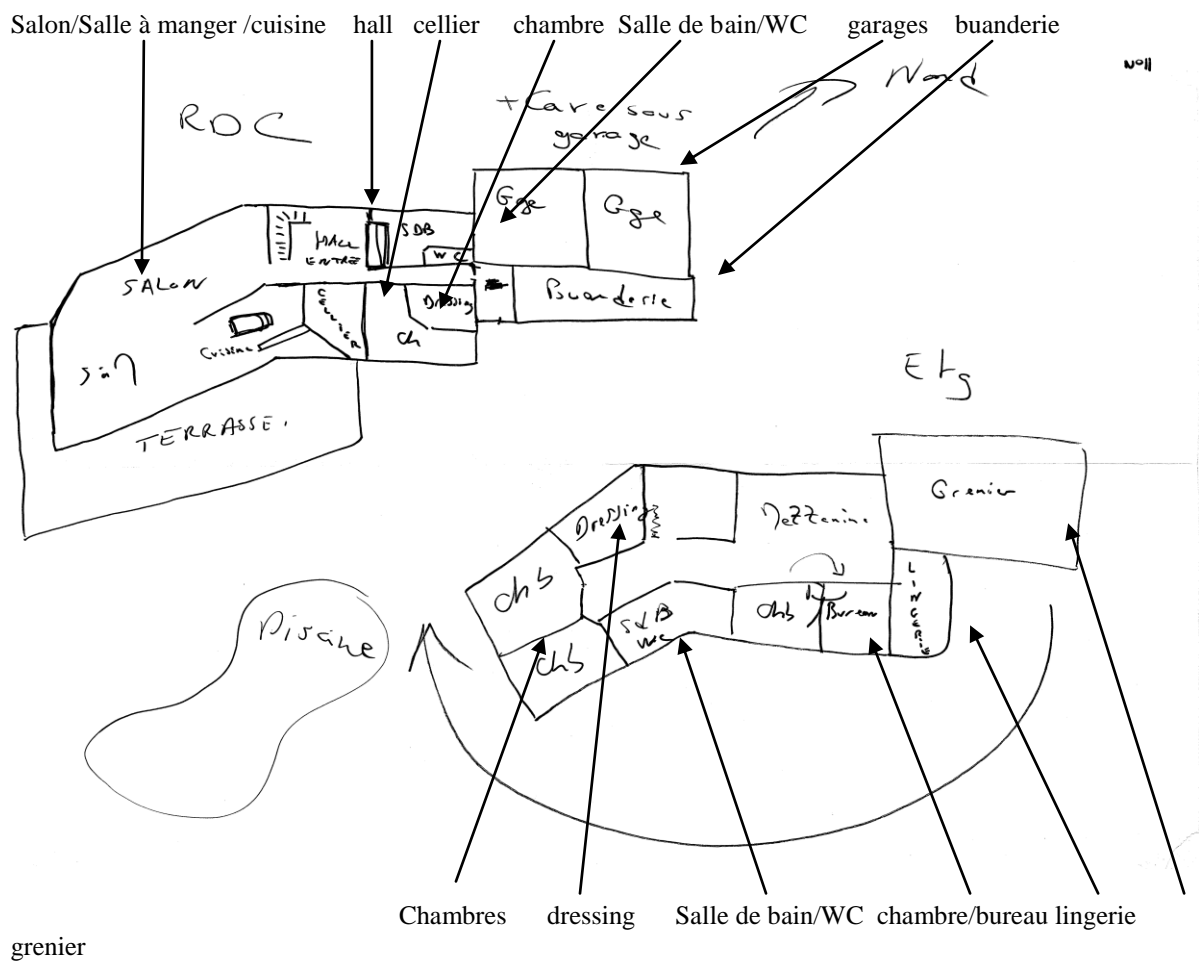 Salon/Salle à manger /cuisine hall cellier chambre Salle de bain/WC garages buanderie
N°11
Nord
RDC
+ Cave sous
garage
Gge
Gge
SDB
HALL
ENTRE
WC
SALON
CELLIER
Dressing
Buanderie
Cuisine
ch
TERRASSE.
Etg
Grenier
Dressing
Mezzanine
LINGERIE
chb
chb
Bureau
SdB
WC
chb
Piscine
Chambres dressing Salle de bain/WC chambre/bureau lingerie
grenier